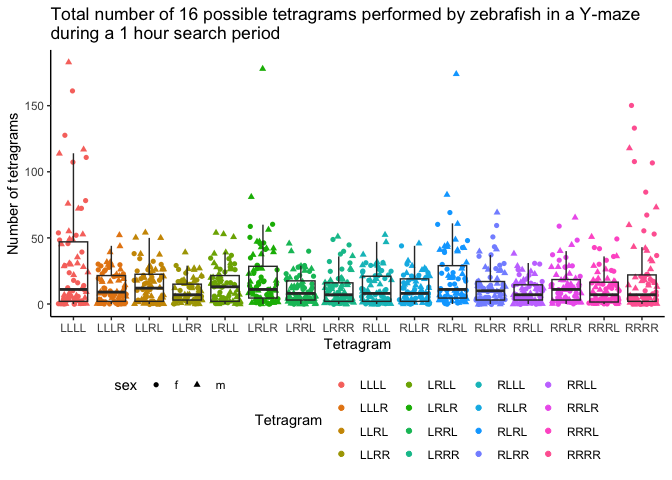 Total number of 16 possible tetragrams performed by zebrafish in a Y-maze
during a 1 hour search period
Number of tetragrams
150
100
50
0
LLLL LLLR LLRL LLRR LRLL LRLR LRRL LRRR RLLL RLLR RLRL RLRR RRLL RRLR RRRL RRRR
Tetragram
sex f m
Tetragram
LLLL LRLL RLLL RRLL
LLLR LRLR RLLR RRLR
LLRL LRRL RLRL RRRL
LLRR LRRR RLRR RRRR